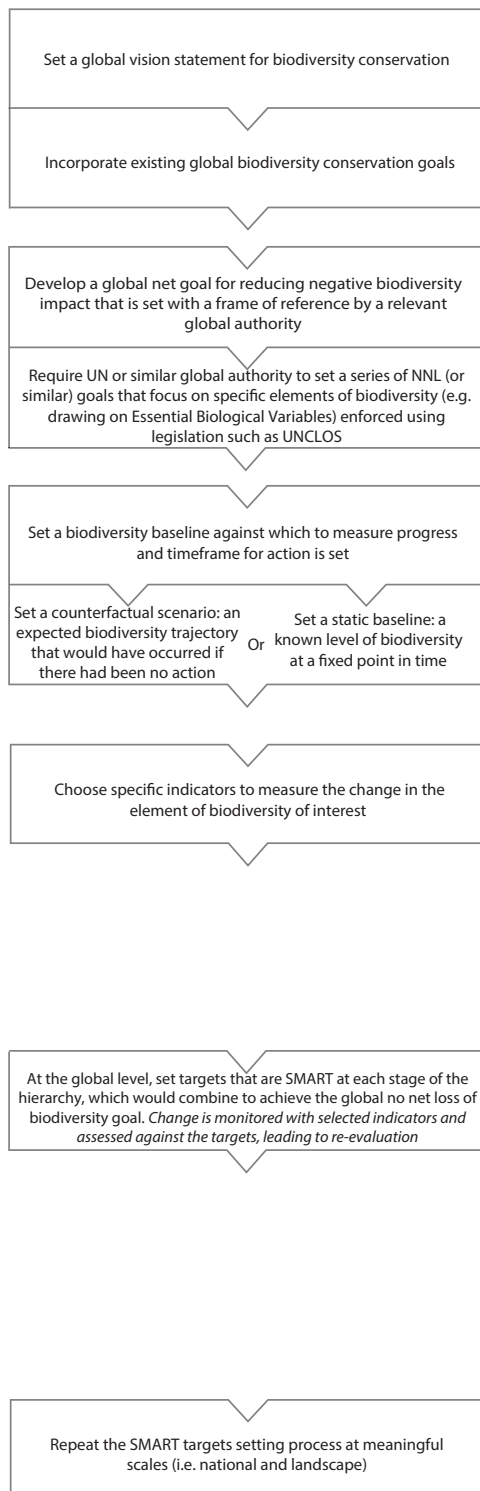 Set a global vision statement for biodiversity conservation
Incorporate existing global biodiversity conservation goals
Develop a global net goal for reducing negative biodiversity
impact that is set with a frame of reference by a relevant
global authority
Require UN or similar global authority to set a series of NNL (or
similar) goals that focus on specific elements of biodiversity (e.g.
drawing on Essential Biological Variables) enforced using
legislation such as UNCLOS
Set a biodiversity baseline against which to measure progress
and timeframe for action is set
Set a counterfactual scenario: an
expected biodiversity trajectory
that would have occurred if
there had been no action
Or
Set a static baseline: a
known level of biodiversity
at a fixed point in time
Choose specific indicators to measure the change in the
element of biodiversity of interest
At the global level, set targets that are SMART at each stage of the
hierarchy, which would combine to achieve the global no net loss of
biodiversity goal. Change is monitored with selected indicators and
assessed against the targets, leading to re-evaluation
Repeat the SMART targets setting process at meaningful
scales (i.e. national and landscape)